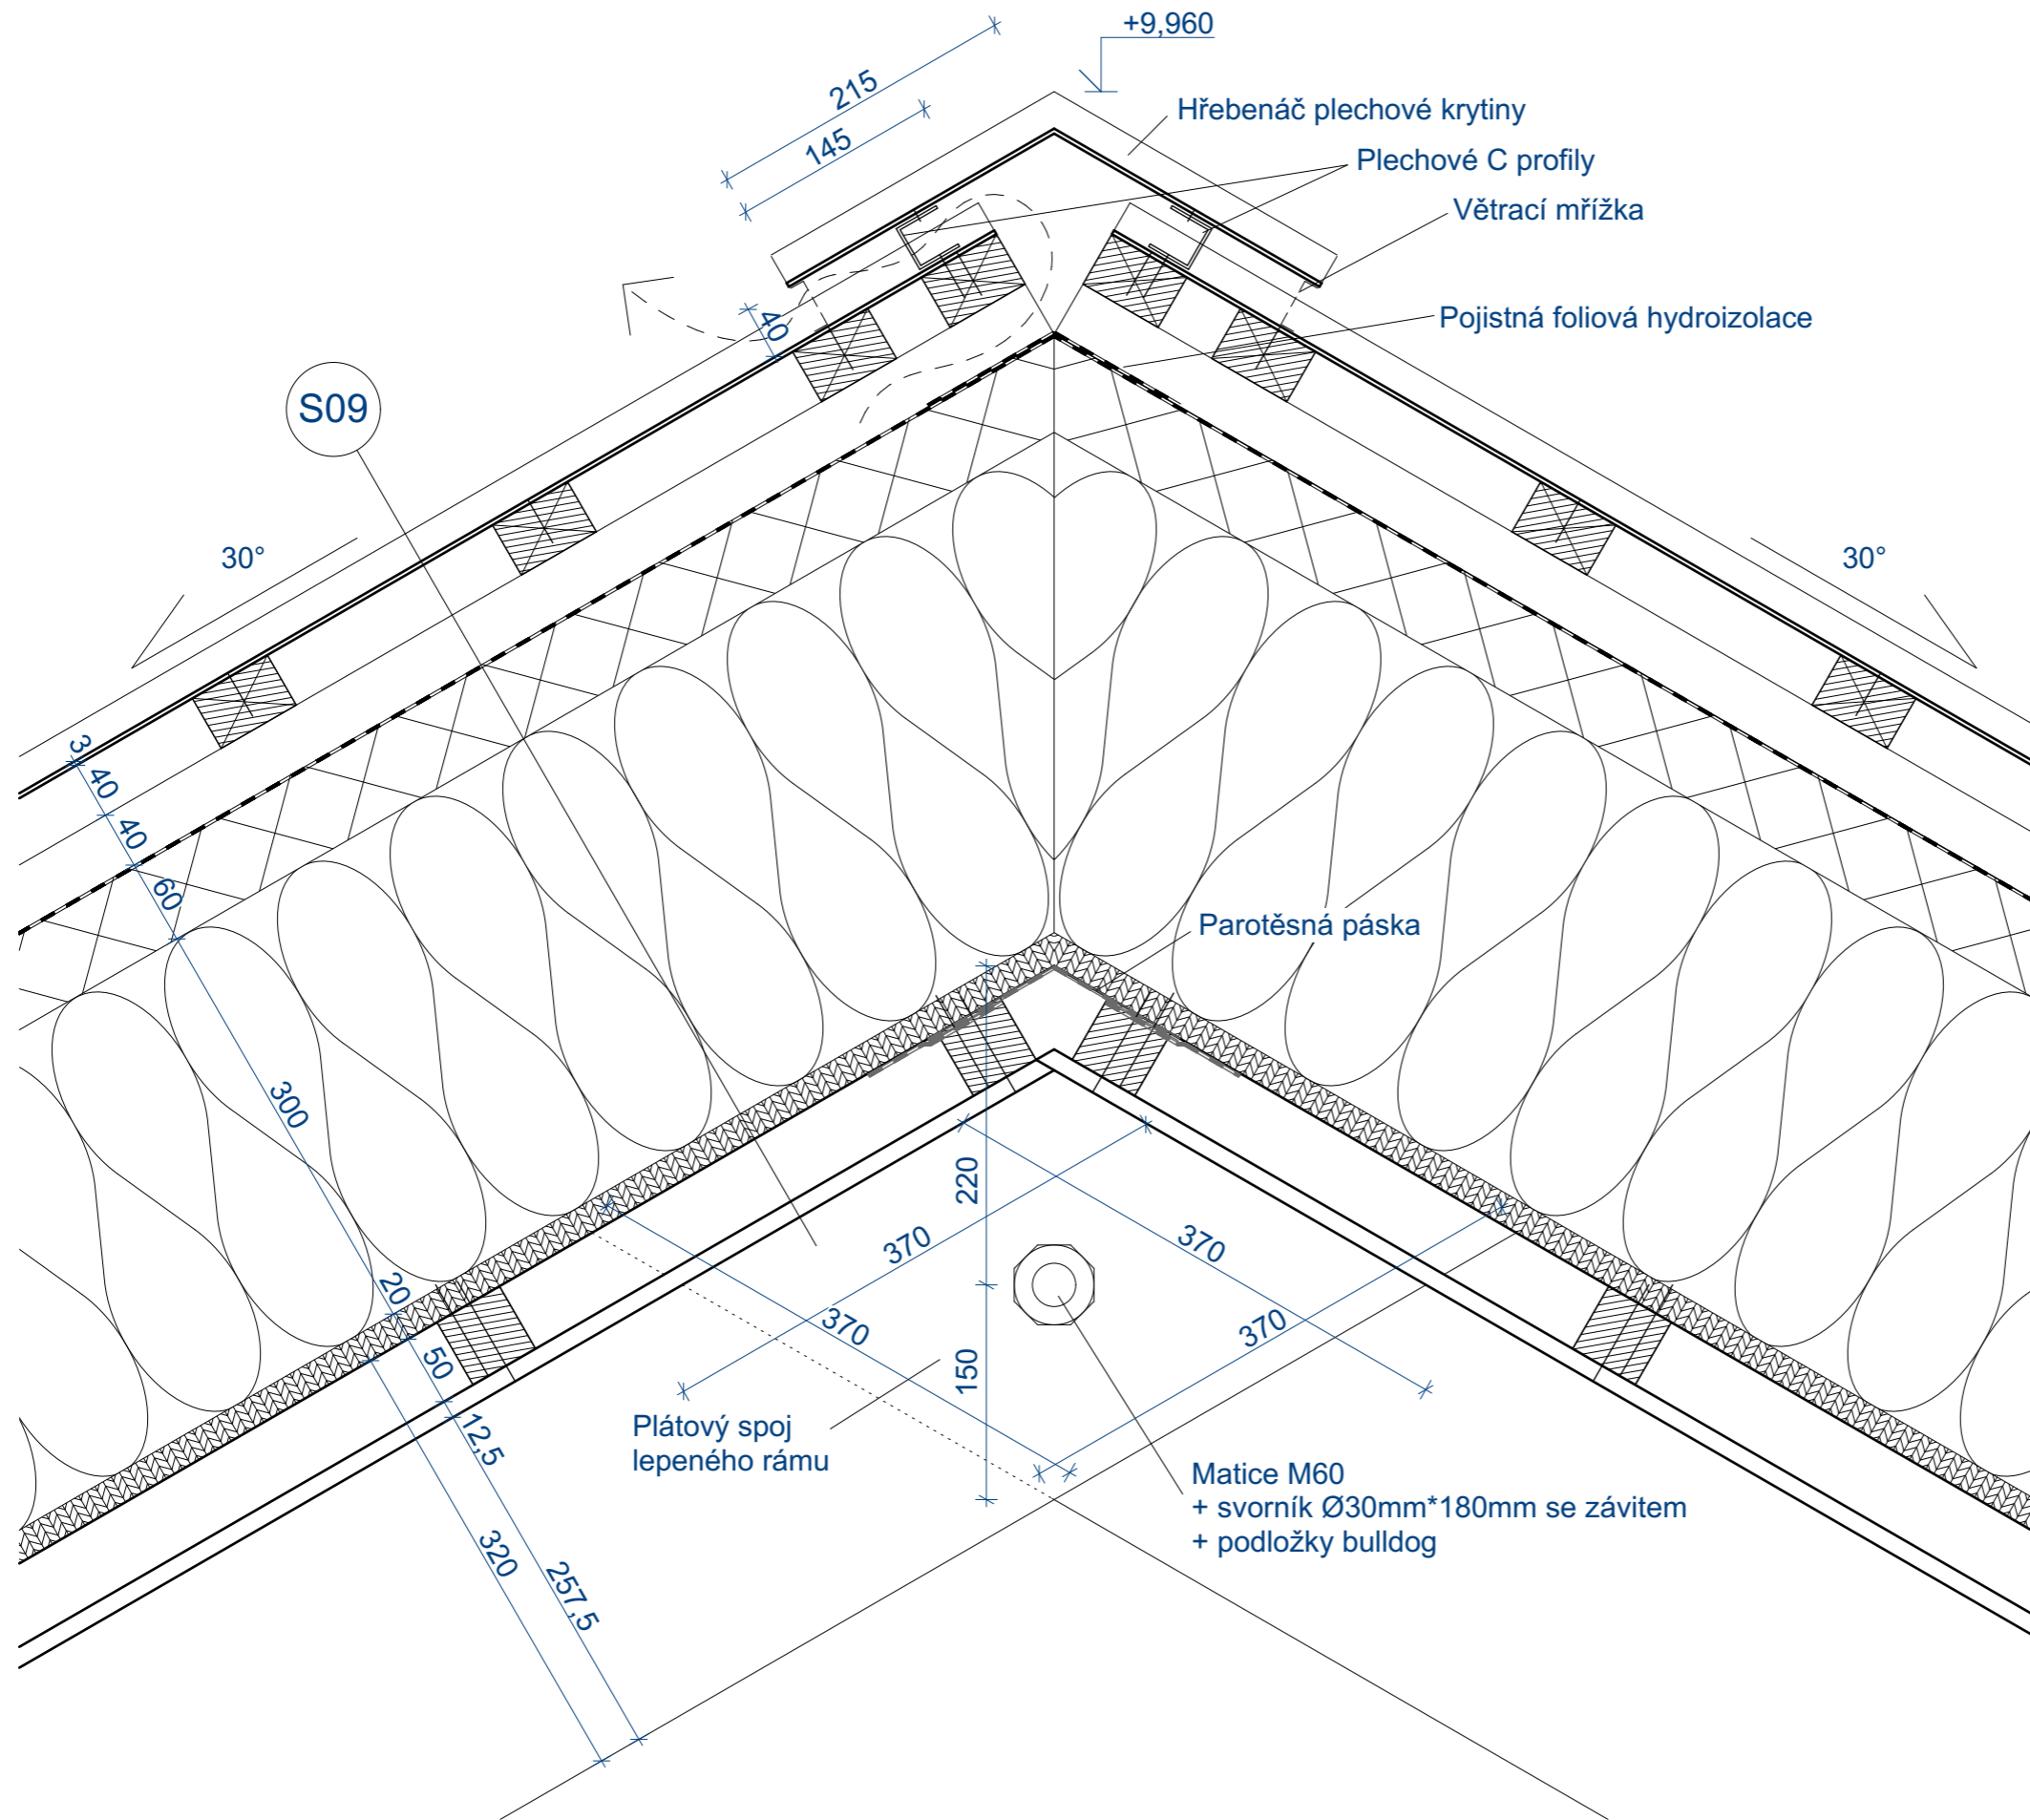 +9,960
215
145
Hřebenáč plechové krytiny
Plechové C profily
Větrací mřížka
Pojistná foliová hydroizolace
40
S09
30°
30°
3
40
40
60
300
20
50
12,5
320
257,5
Parotěsná páska
220
150
370
370
370
370
Plátový spoj
lepeného rámu
Matice M60
+ svorník Ø30mm*180mm se závitem
+ podložky bulldog